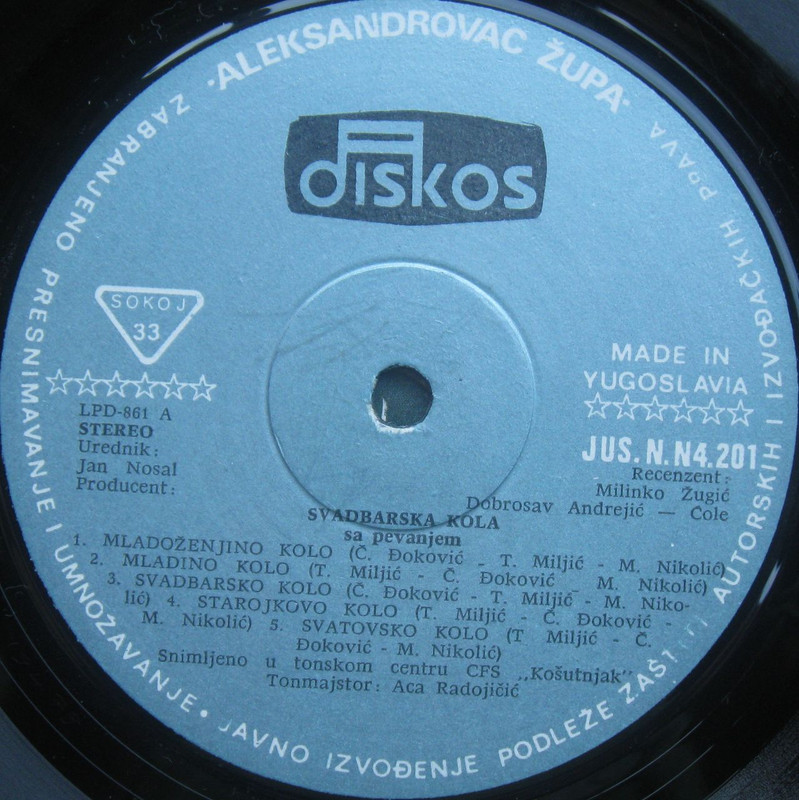 ·ALEKSANDROVAC ŽUPA·
ZABRANJENO PRESNIMAVANJE I UMNOŽAVANJE • JAVNO IZVOĐENJE PODLEŽE ZAŠT AUTORSKIH I IZVOĐAČKIH PRAVA
DISKOS
SOKOJ
33
MADE IN
YUGOSLAVIA
LPD-861 A
STEREO
Urednik:
Jan Nosal
Producent:
JUS. N. N4.201
Recenzent:
Milinko Žugić
Dobrosav Andrejić — Cole
SVADBARSKA KOLA
sa pevanjem
1. MLADOŽENJINO KOLO (Č. Đoković - T. Miljić - M. Nikolić)
2. MLADINO KOLO (T. Miljić - Č. Đoković - M. Nikolić)
3. SVADBARSKO KOLO (Č. Đoković - T. Miljić - M. Niko-
lić) 4. STAROJKOVO KOLO (T. Miljić - Č. Đoković -
M. Nikolić) 5. SVATOVSKO KOLO (T Miljić - Č.
Đoković - M. Nikolić)
Snimljeno u tonskom centru CFS ,,Košutnjak"
Tonmajstor: Aca Radojičić